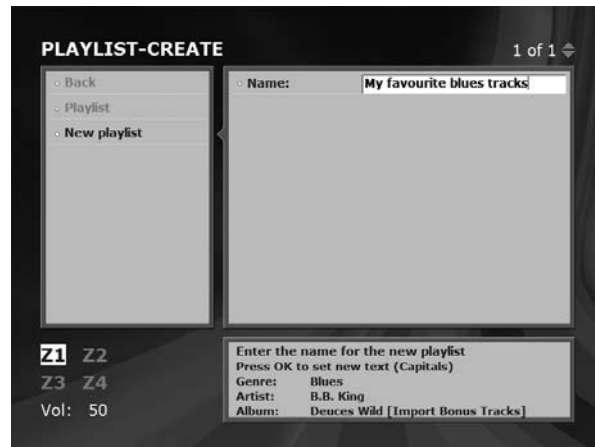 PLAYLIST-CREATE
1 of 1
Back
Playlist
New playlist
Name: My favourite blues tracks
Z1 Z2
Z3 Z4
Vol: 50
Enter the name for the new playlist
Press OK to set new text (Capitals)
Genre: Blues
Artist: B.B. King
Album: Deuces Wild [Import Bonus Tracks]